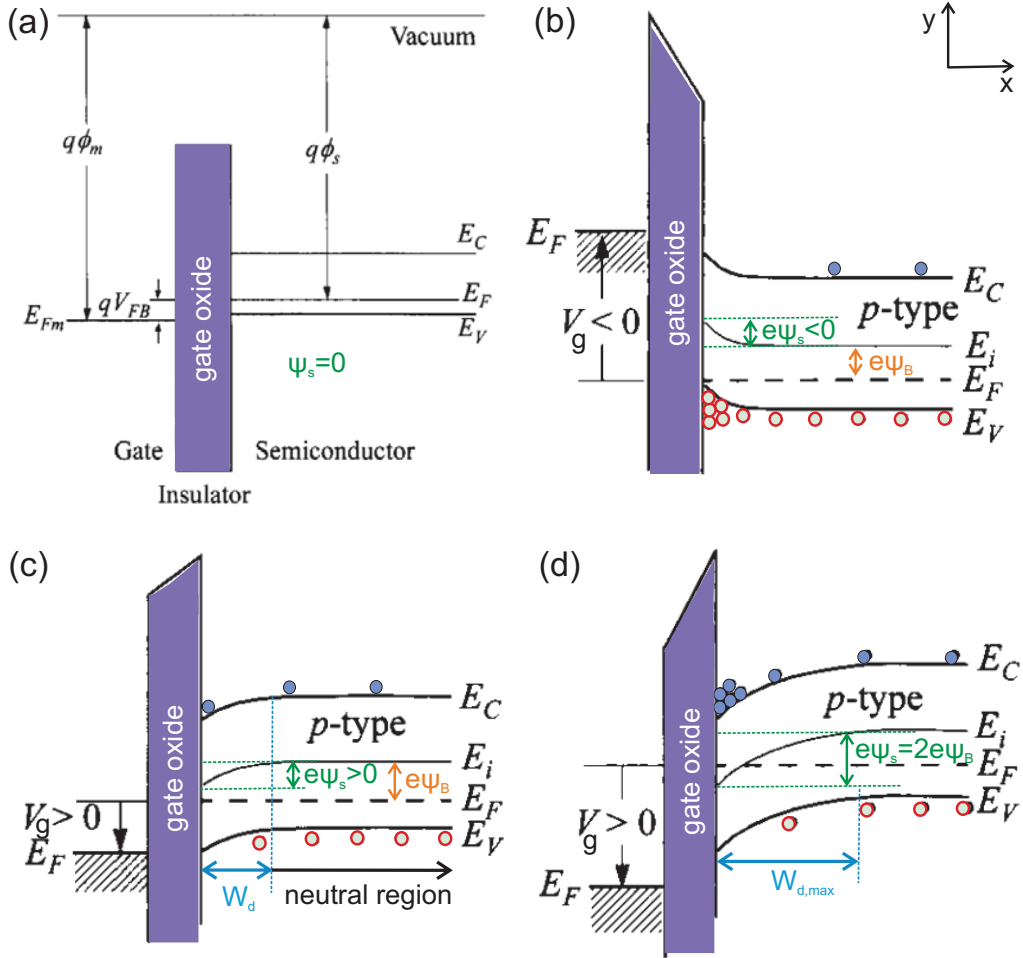 (a)
Vacuum
qϕm
qϕs
EC
qVFB
EF
EFm
EV
gate oxide
ψs=0
Gate
Semiconductor
Insulator
(b)
y
x
EF
gate oxide
EC
p-type
Vg < 0
eψs<0
Ei
eψB
EF
EV
(c)
gate oxide
EC
p-type
Ei
eψs>0
eψB
EF
Vg > 0
EV
EF
Wd
neutral region
(d)
gate oxide
EC
p-type
Ei
eψs=2eψB
EF
EV
Vg > 0
Wd,max
EF